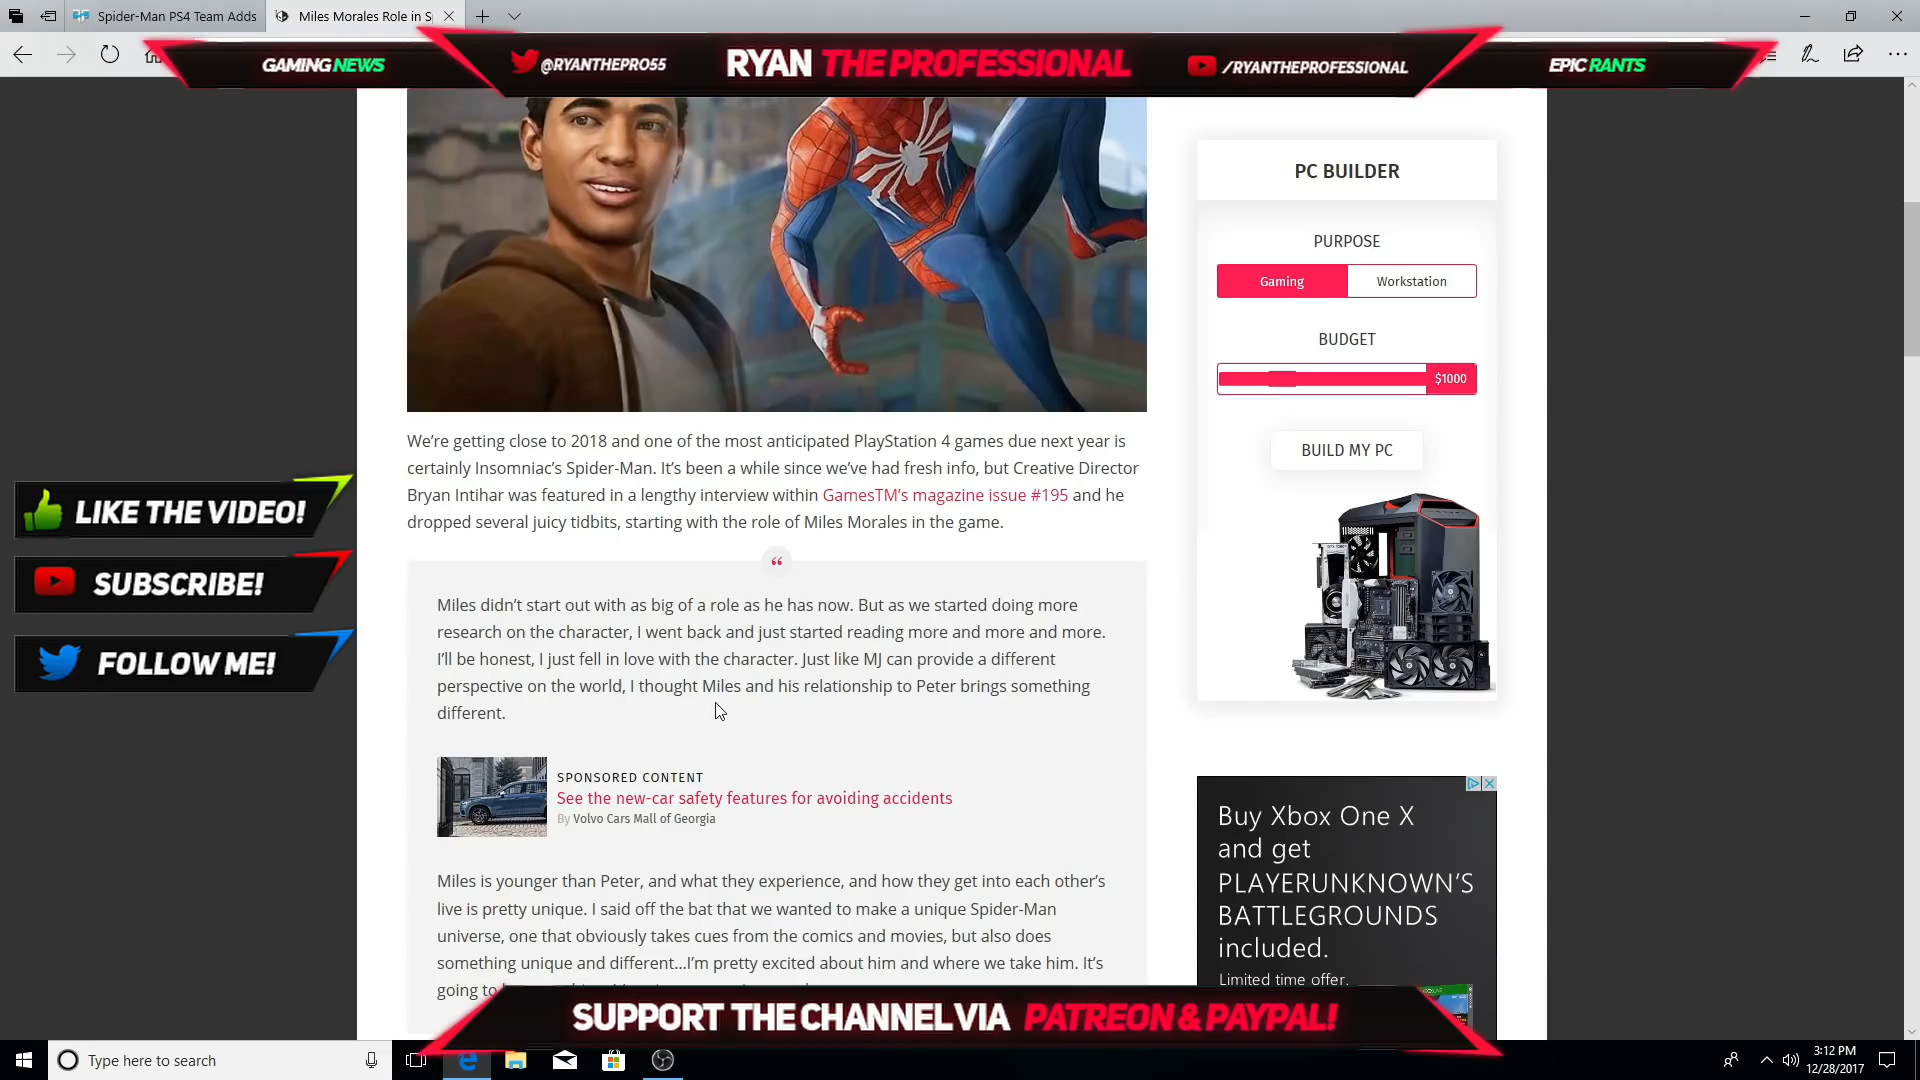 Spider-Man PS4 Team Adds
Miles Morales Role in S
GAMING NEWS
@RYANTHEPRO55
RYAN THE PROFESSIONAL
/RYANTHEPROFESSIONAL
EPIC RANTS
We’re getting close to 2018 and one of the most anticipated PlayStation 4 games due next year is
certainly Insomniac’s Spider-Man. It’s been a while since we’ve had fresh info, but Creative Director
Bryan Intihar was featured in a lengthy interview within GamesTM’s magazine issue #195 and he
dropped several juicy tidbits, starting with the role of Miles Morales in the game.
“
Miles didn’t start out with as big of a role as he has now. But as we started doing more
research on the character, I went back and just started reading more and more and more.
I’ll be honest, I just fell in love with the character. Just like MJ can provide a different
perspective on the world, I thought Miles and his relationship to Peter brings something
different.
SPONSORED CONTENT
See the new-car safety features for avoiding accidents
By Volvo Cars Mall of Georgia
Miles is younger than Peter, and what they experience, and how they get into each other’s
live is pretty unique. I said off the bat that we wanted to make a unique Spider-Man
universe, one that obviously takes cues from the comics and movies, but also does
something unique and different...I’m pretty excited about him and where we take him. It’s
going to
PC BUILDER
PURPOSE
Gaming
Workstation
BUDGET
$1000
BUILD MY PC
Buy Xbox One X
and get
PLAYERUNKNOWN’S
BATTLEGROUNDS
included.
Limited time offer.
LIKE THE VIDEO!
SUBSCRIBE!
FOLLOW ME!
SUPPORT THE CHANNEL VIA PATREON & PAYPAL!
Type here to search
3:12 PM
12/28/2017